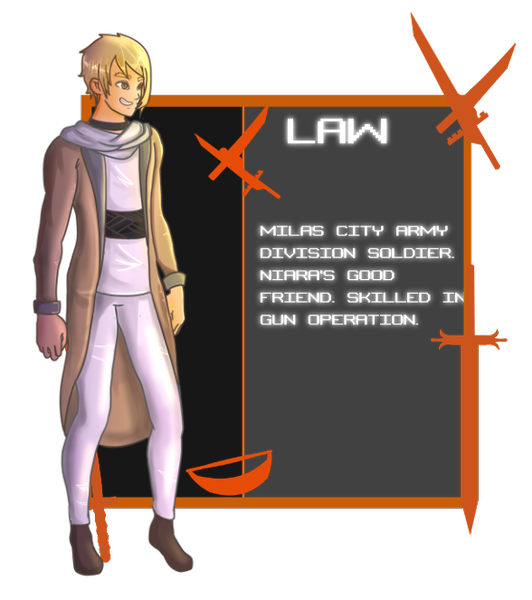 LAW
MILAS CITY ARMY
DIVISION SOLDIER.
NIARA'S GOOD
FRIEND. SKILLED IN
GUN OPERATION.